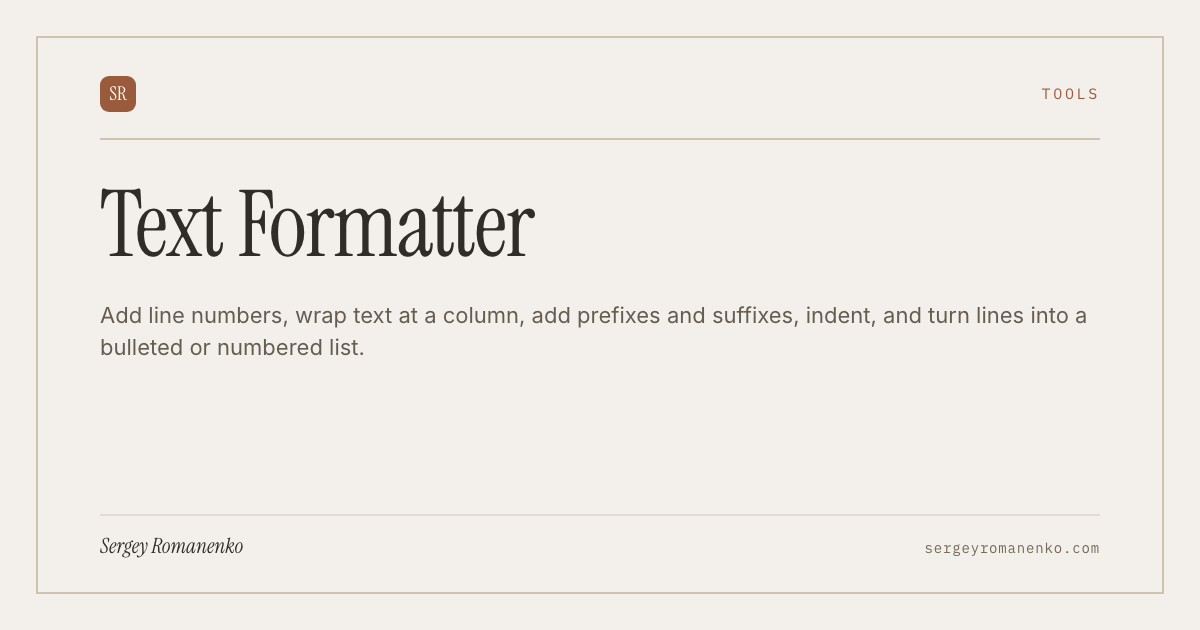 SR
TOOLS
Text Formatter
Add line numbers, wrap text at a column, add prefixes and suffixes, indent, and turn lines into a
bulleted or numbered list.
Sergey Romanenko
sergeyromanenko.com